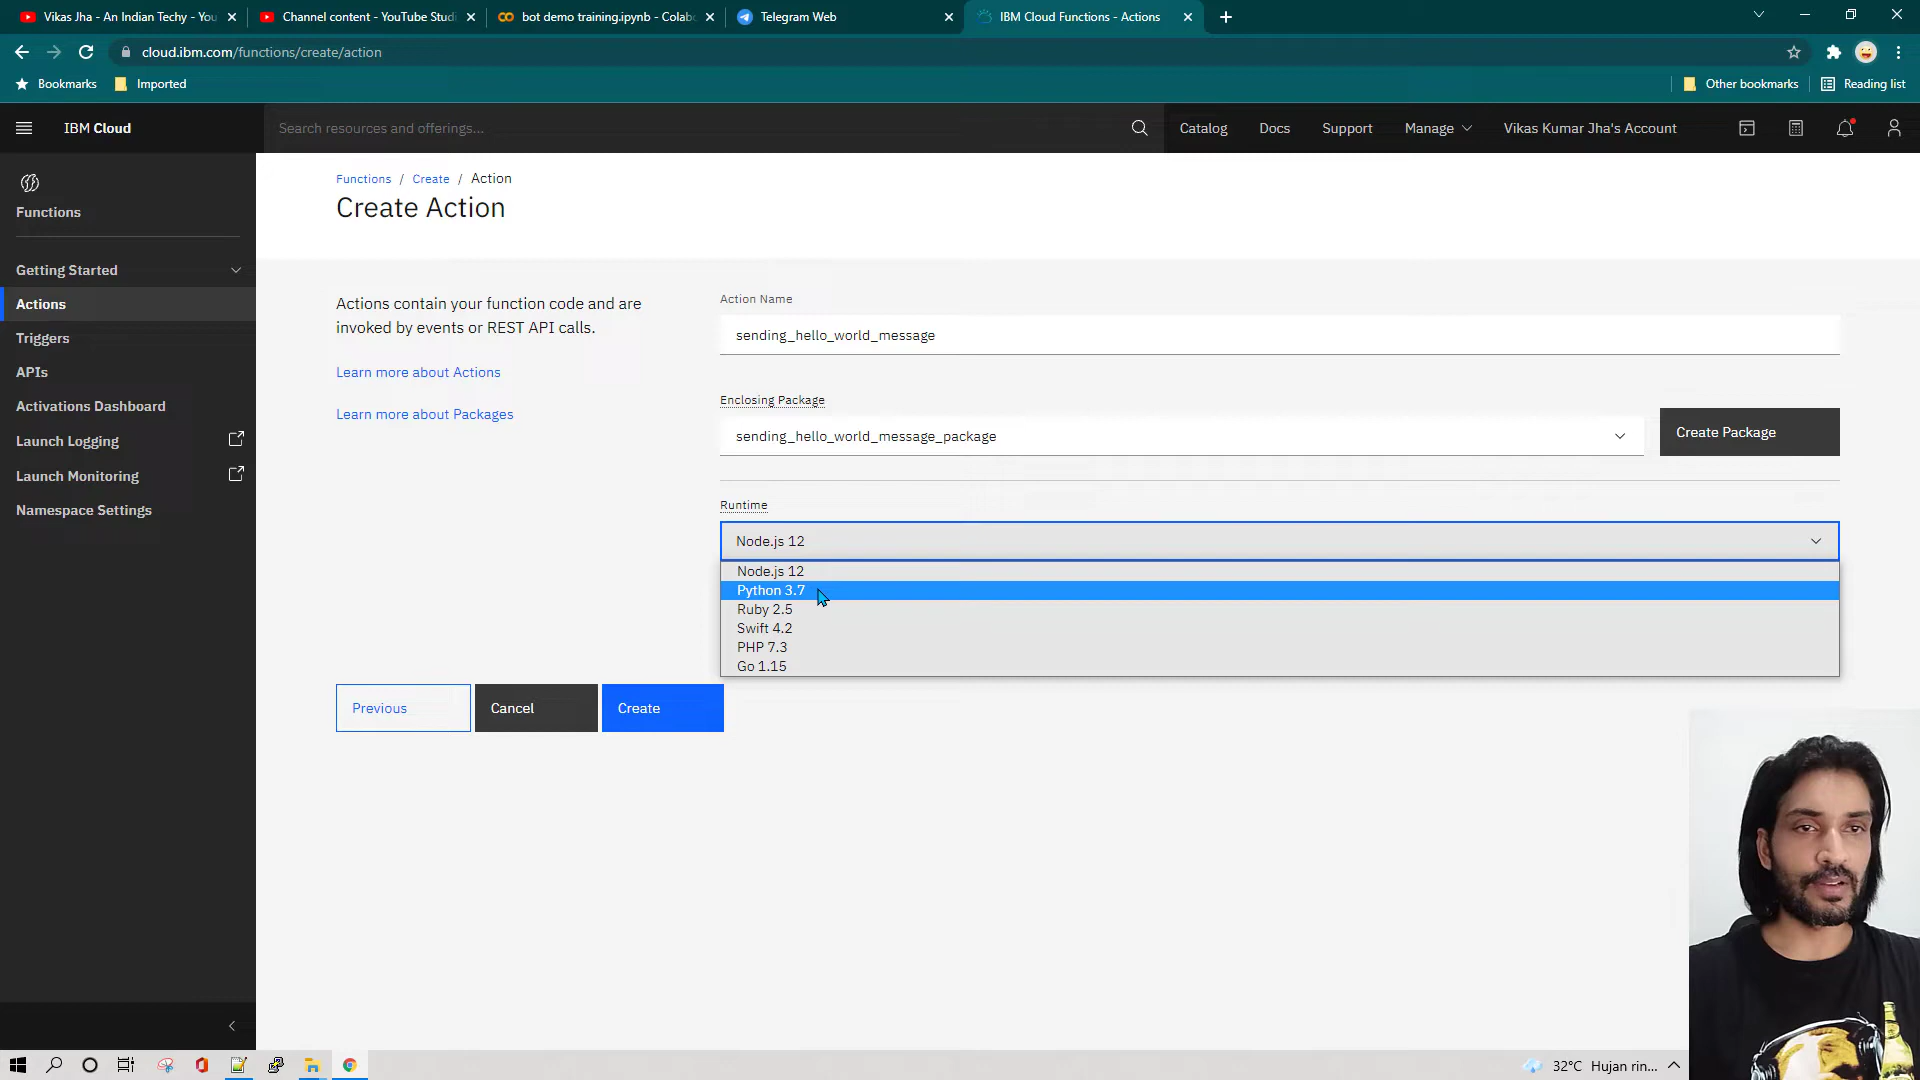 Vikas Jha - An Indian Techy - You
Channel content - YouTube Studi
bot demo training.ipynb - Colabo
Telegram Web
IBM Cloud Functions - Actions
cloud.ibm.com/functions/create/action
Bookmarks
Imported
Other bookmarks
Reading list
IBM Cloud
Search resources and offerings...
Catalog
Docs
Support
Manage
Vikas Kumar Jha's Account
Functions
Getting Started
Actions
Triggers
APIs
Activations Dashboard
Launch Logging
Launch Monitoring
Namespace Settings
Functions / Create / Action
Create Action
Actions contain your function code and are
invoked by events or REST API calls.
Learn more about Actions
Learn more about Packages
Action Name
sending_hello_world_message
Enclosing Package
sending_hello_world_message_package
Create Package
Runtime
Node.js 12
Node.js 12
Python 3.7
Ruby 2.5
Swift 4.2
PHP 7.3
Go 1.15
Previous
Cancel
Create
32°C Hujan rin...